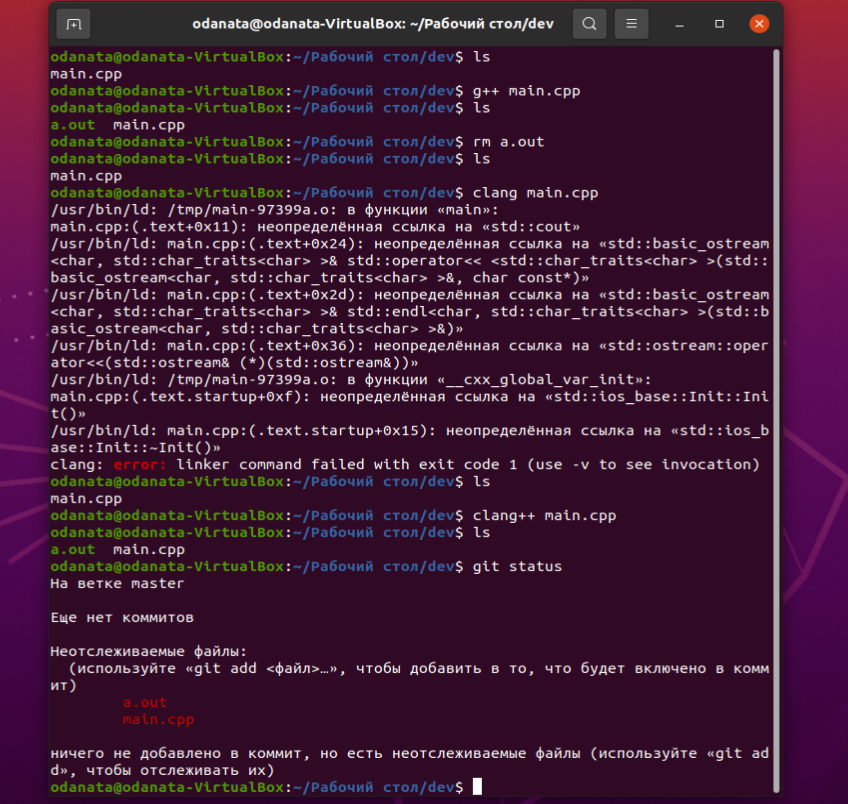 odanata@odanata-VirtualBox: ~/Рабочий стол/dev
odanata@odanata-VirtualBox:~/Рабочий стол/dev$ ls
main.cpp
odanata@odanata-VirtualBox:~/Рабочий стол/dev$ g++ main.cpp
odanata@odanata-VirtualBox:~/Рабочий стол/dev$ ls
a.out  main.cpp
odanata@odanata-VirtualBox:~/Рабочий стол/dev$ rm a.out
odanata@odanata-VirtualBox:~/Рабочий стол/dev$ ls
main.cpp
odanata@odanata-VirtualBox:~/Рабочий стол/dev$ clang main.cpp
/usr/bin/ld: /tmp/main-97399a.o: в функции «main»:
main.cpp:(.text+0x11): неопределённая ссылка на «std::cout»
/usr/bin/ld: main.cpp:(.text+0x24): неопределённая ссылка на «std::basic_ostream
<char, std::char_traits<char> >& std::operator<< <std::char_traits<char> >(std::
basic_ostream<char, std::char_traits<char> >&, char const*)»
/usr/bin/ld: main.cpp:(.text+0x2d): неопределённая ссылка на «std::basic_ostream
<char, std::char_traits<char> >& std::endl<char, std::char_traits<char> >(std::b
asic_ostream<char, std::char_traits<char> >&)»
/usr/bin/ld: main.cpp:(.text+0x36): неопределённая ссылка на «std::ostream::oper
ator<<(std::ostream& (*)(std::ostream&))»
/usr/bin/ld: /tmp/main-97399a.o: в функции «__cxx_global_var_init»:
main.cpp:(.text.startup+0xf): неопределённая ссылка на «std::ios_base::Init::Ini
t()»
/usr/bin/ld: main.cpp:(.text.startup+0x15): неопределённая ссылка на «std::ios_b
ase::Init::~Init()»
clang: error: linker command failed with exit code 1 (use -v to see invocation)
odanata@odanata-VirtualBox:~/Рабочий стол/dev$ ls
main.cpp
odanata@odanata-VirtualBox:~/Рабочий стол/dev$ clang++ main.cpp
odanata@odanata-VirtualBox:~/Рабочий стол/dev$ ls
a.out  main.cpp
odanata@odanata-VirtualBox:~/Рабочий стол/dev$ git status
На ветке master

Еще нет коммитов

Неотслеживаемые файлы:
  (используйте «git add <файл>…», чтобы добавить в то, что будет включено в комм
ит)
        a.out
        main.cpp

ничего не добавлено в коммит, но есть неотслеживаемые файлы (используйте «git ad
d», чтобы отслеживать их)
odanata@odanata-VirtualBox:~/Рабочий стол/dev$